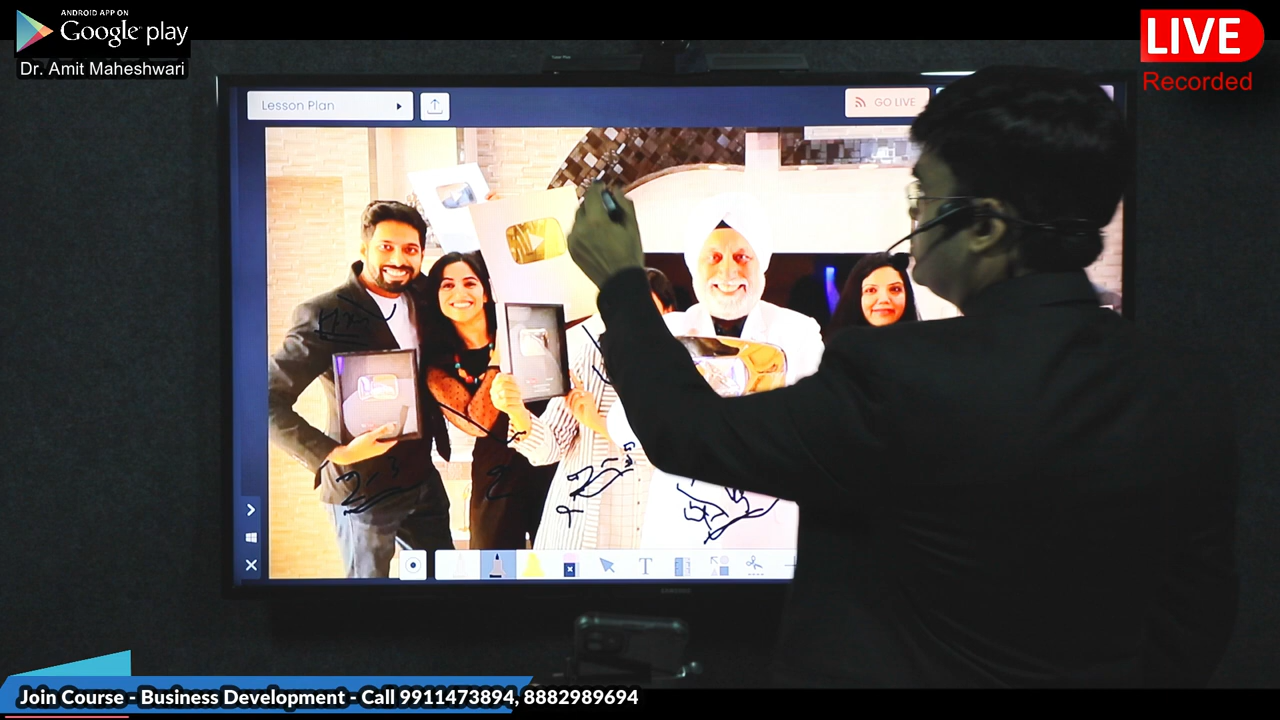 ANDROID APP ON
Google play
Dr. Amit Maheshwari
LIVE
Recorded
Lesson Plan
GO LIVE
T
SAMSUNG
Join Course - Business Development - Call 9911473894, 8882989694